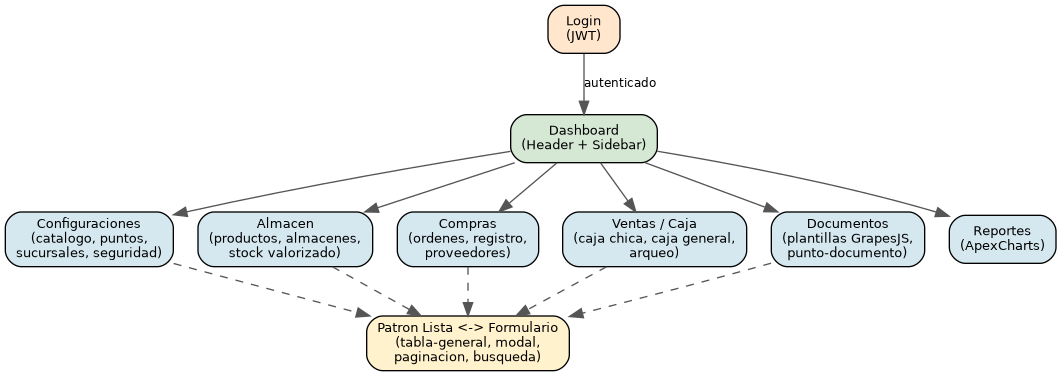 Login
(JWT)
autenticado
Dashboard
(Header + Sidebar)
Configuraciones
(catalogo, puntos,
sucursales, seguridad)
Almacen
(productos, almacenes,
stock valorizado)
Compras
(ordenes, registro,
proveedores)
Ventas / Caja
(caja chica, caja general,
arqueo)
Documentos
(plantillas GrapesJS,
punto-documento)
Reportes
(ApexCharts)
Patron Lista <-> Formulario
(tabla-general, modal,
paginacion, busqueda)